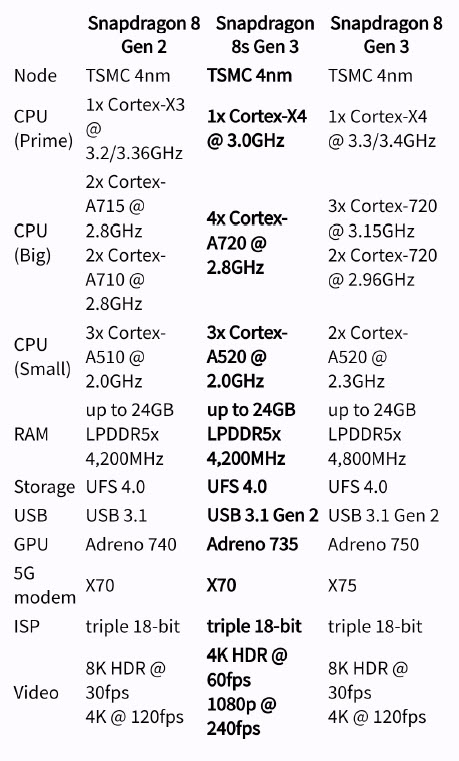 Snapdragon 8 Gen 2 Snapdragon 8s Gen 3 Snapdragon 8 Gen 3
Node TSMC 4nm TSMC 4nm TSMC 4nm
CPU (Prime) 1x Cortex-X3 @ 3.2/3.36GHz 1x Cortex-X4 @ 3.0GHz 1x Cortex-X4 @ 3.3/3.4GHz
CPU (Big) 2x Cortex-A715 @ 2.8GHz 2x Cortex-A710 @ 2.8GHz 4x Cortex-A720 @ 2.8GHz 3x Cortex-720 @ 3.15GHz 2x Cortex-720 @ 2.96GHz
CPU (Small) 3x Cortex-A510 @ 2.0GHz 3x Cortex-A520 @ 2.0GHz 2x Cortex-A520 @ 2.3GHz
RAM up to 24GB LPDDR5x 4,200MHz up to 24GB LPDDR5x 4,200MHz up to 24GB LPDDR5x 4,800MHz
Storage UFS 4.0 UFS 4.0 UFS 4.0
USB USB 3.1 USB 3.1 Gen 2 USB 3.1 Gen 2
GPU Adreno 740 Adreno 735 Adreno 750
5G modem X70 X70 X75
ISP triple 18-bit triple 18-bit triple 18-bit
Video 8K HDR @ 30fps 4K @ 120fps 4K HDR @ 60fps 1080p @ 240fps 8K HDR @ 30fps 4K @ 120fps